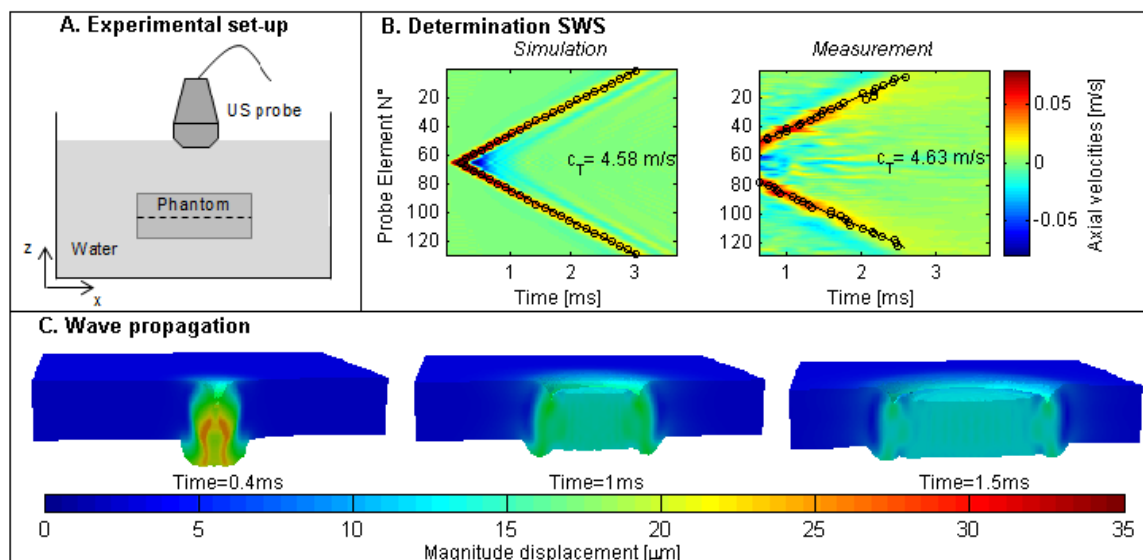 A. Experimental set-up
US probe
Phantom
Water
z
x
B. Determination SWS
Simulation
Measurement
Probe Element N°
20
40
60
80
100
120
c_T= 4.58 m/s
1
2
3
Time [ms]
20
40
60
80
100
120
c_T= 4.63 m/s
1
2
3
Time [ms]
0.05
0
-0.05
Axial velocities [m/s]
C. Wave propagation
Time=0.4ms
Time=1ms
Time=1.5ms
0
5
10
15
20
25
30
35
Magnitude displacement [μm]